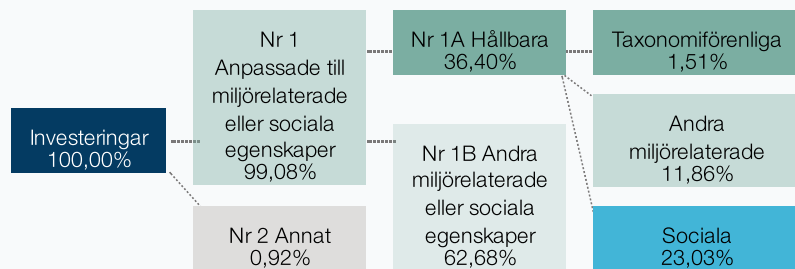 Investeringar
100,00%
Nr 1
Anpassade till
miljörelaterade
eller sociala
egenskaper
99,08%
Nr 2 Annat
0,92%
Nr 1A Hållbara
36,40%
Nr 1B Andra
miljörelaterade
eller sociala
egenskaper
62,68%
Taxonomiförenliga
1,51%
Andra
miljörelaterade
11,86%
Sociala
23,03%